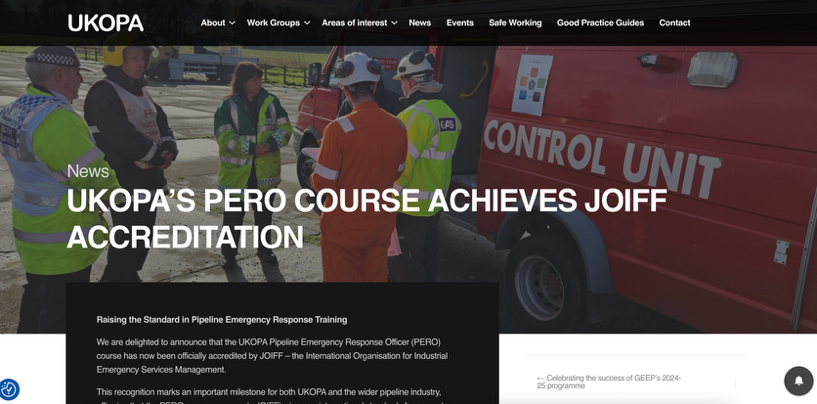 UKOPA
About Work Groups Areas of interest News Events Safe Working Good Practice Guides Contact
CONTROL UNIT
News
UKOPA'S PERO COURSE ACHIEVES JOIFF
ACCREDITATION
Raising the Standard in Pipeline Emergency Response Training
We are delighted to announce that the UKOPA Pipeline Emergency Response Officer (PERO)
course has now been officially accredited by JOIFF – the International Organisation for Industrial
Emergency Services Management.
This recognition marks an important milestone for both UKOPA and the wider pipeline industry,
← Celebrating the success of GEEP's 2024-
25 programme